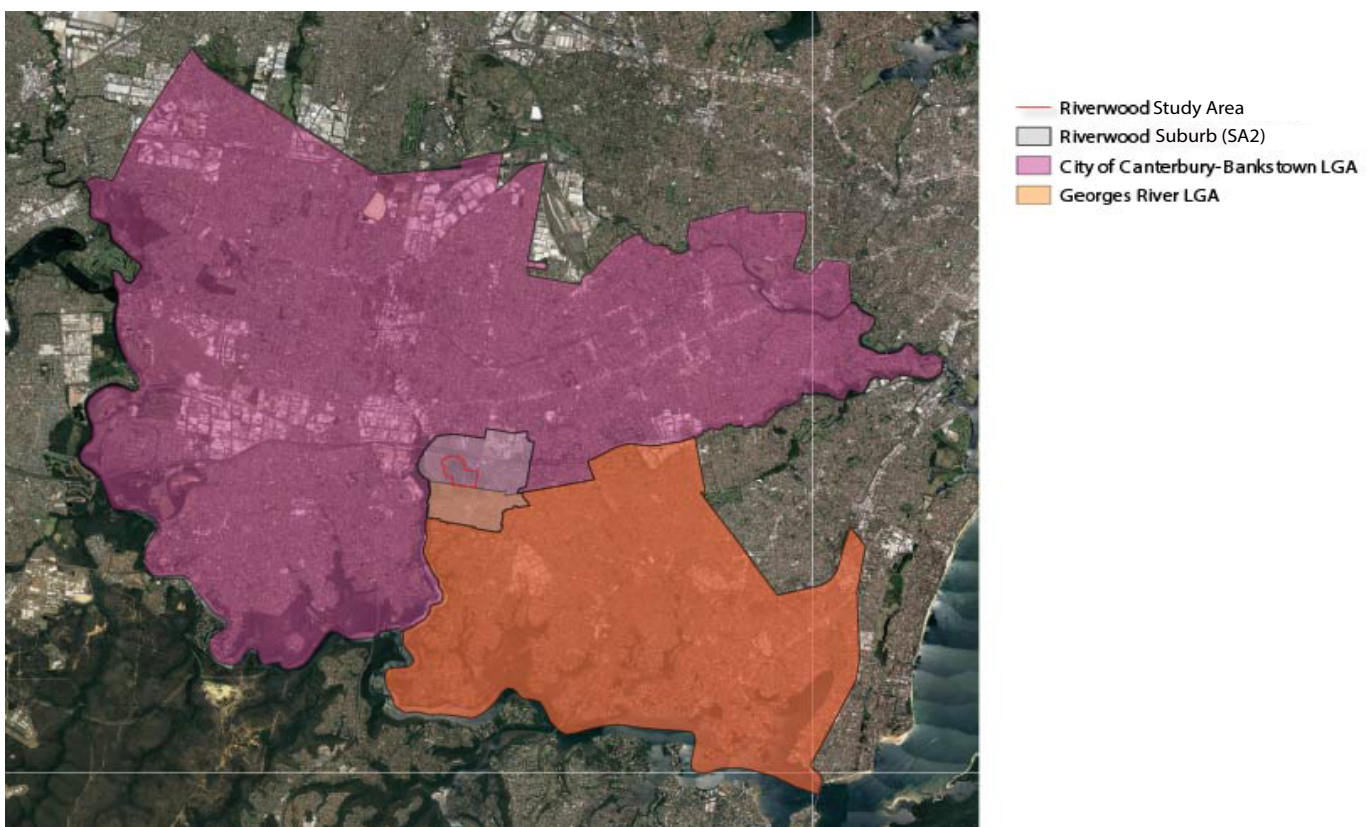 Riverwood Study Area
Riverwood Suburb (SA2)
City of Canterbury-Bankstown LGA
Georges River LGA